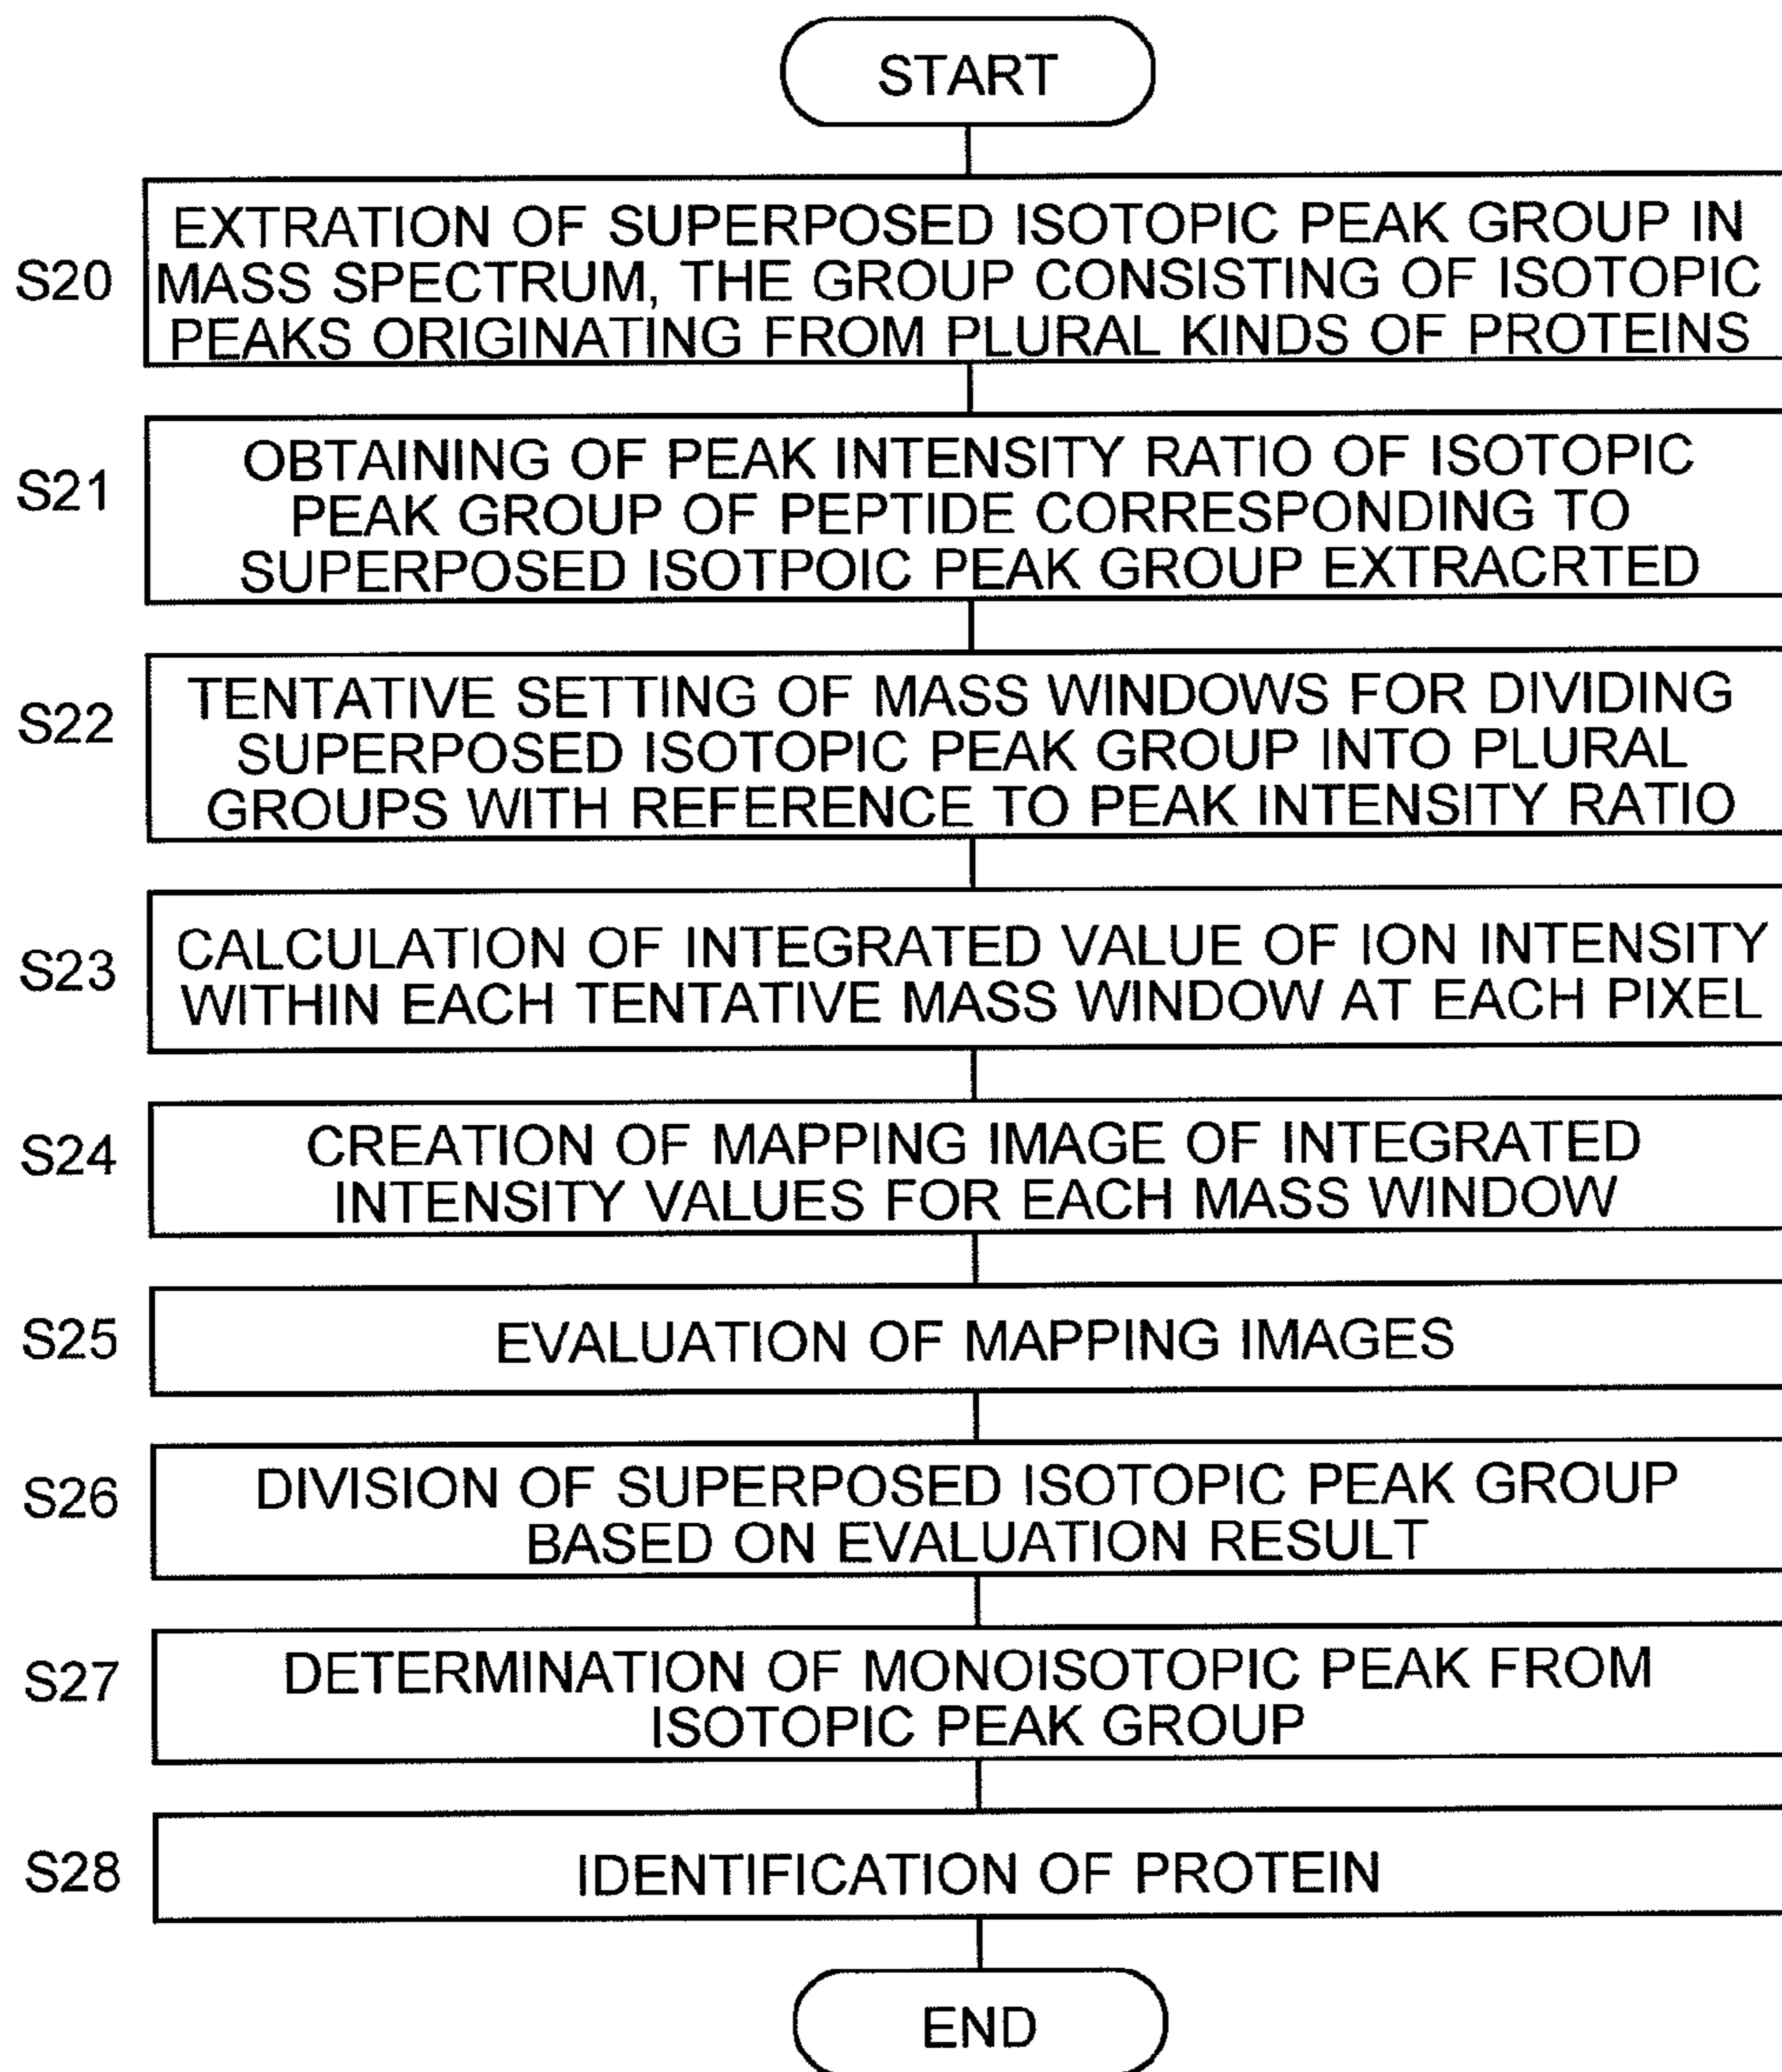 START
S20
EXTRATION OF SUPERPOSED ISOTOPIC PEAK GROUP IN
MASS SPECTRUM, THE GROUP CONSISTING OF ISOTOPIC
PEAKS ORIGINATING FROM PLURAL KINDS OF PROTEINS
S21
OBTAINING OF PEAK INTENSITY RATIO OF ISOTOPIC
PEAK GROUP OF PEPTIDE CORRESPONDING TO
SUPERPOSED ISOTPOIC PEAK GROUP EXTRACRTED
S22
TENTATIVE SETTING OF MASS WINDOWS FOR DIVIDING
SUPERPOSED ISOTOPIC PEAK GROUP INTO PLURAL
GROUPS WITH REFERENCE TO PEAK INTENSITY RATIO
S23
CALCULATION OF INTEGRATED VALUE OF ION INTENSITY
WITHIN EACH TENTATIVE MASS WINDOW AT EACH PIXEL
S24
CREATION OF MAPPING IMAGE OF INTEGRATED
INTENSITY VALUES FOR EACH MASS WINDOW
S25
EVALUATION OF MAPPING IMAGES
S26
DIVISION OF SUPERPOSED ISOTOPIC PEAK GROUP
BASED ON EVALUATION RESULT
S27
DETERMINATION OF MONOISOTOPIC PEAK FROM
ISOTOPIC PEAK GROUP
S28
IDENTIFICATION OF PROTEIN
END